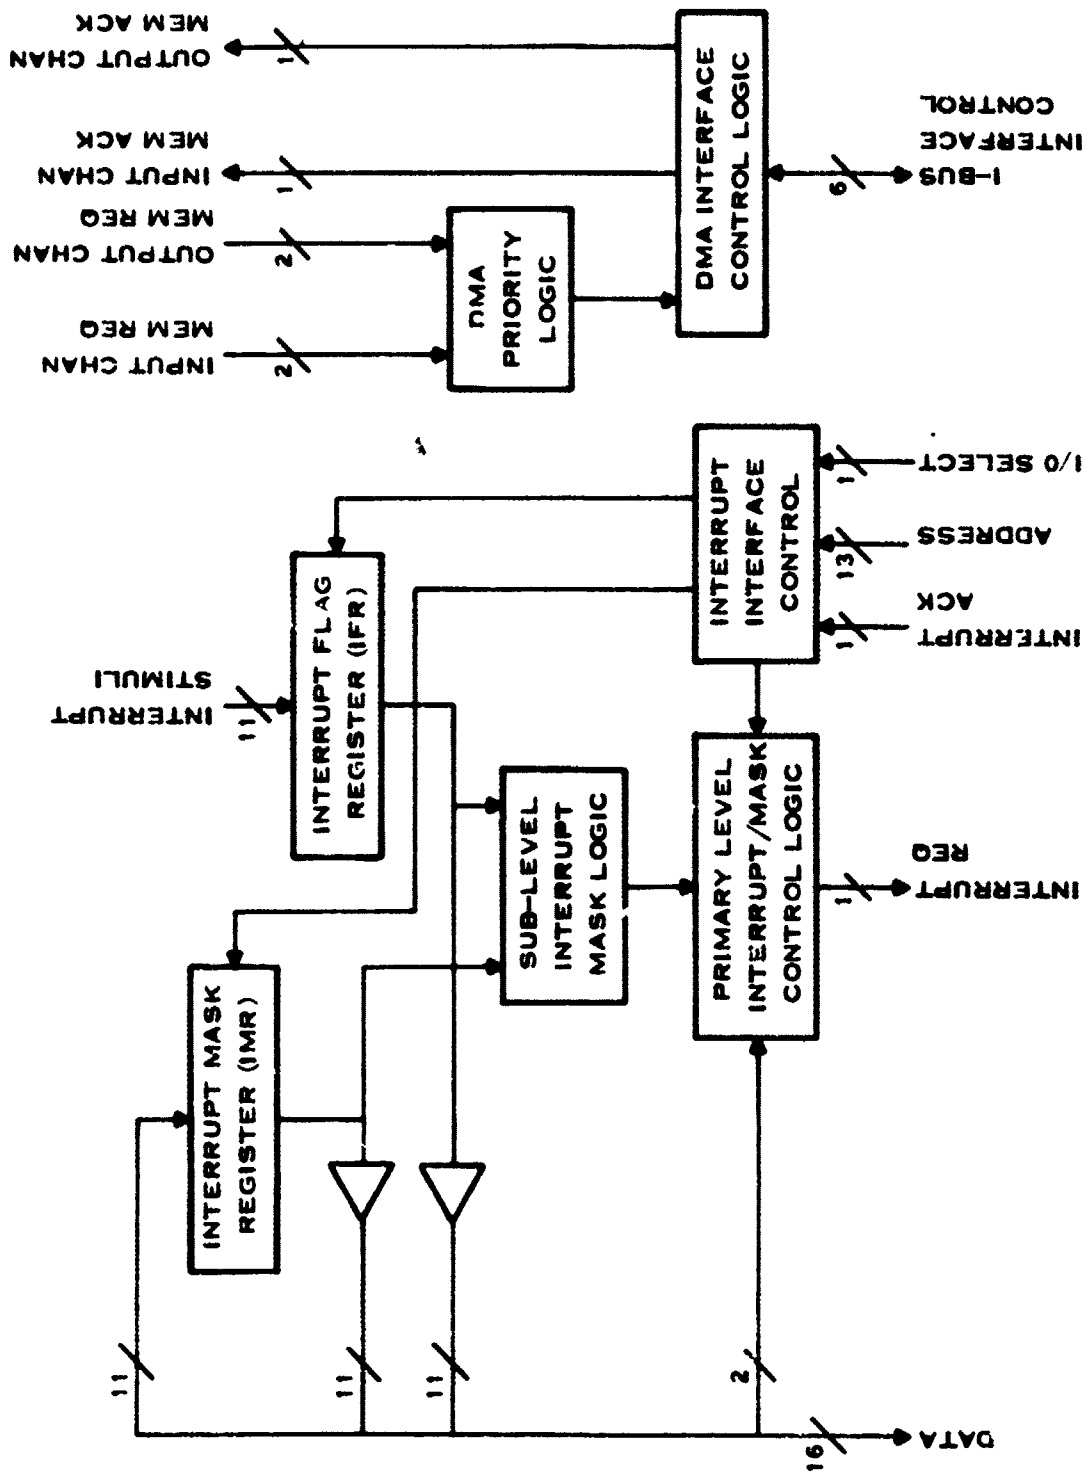 INTERRUPT MASK
REGISTER (IMR)
INTERRUPT FLAG
REGISTER (IFR)
INTERRUPT
STIMULI
11
11
11
11
SUB-LEVEL
INTERRUPT
MASK LOGIC
PRIMARY LEVEL
INTERRUPT/MASK
CONTROL LOGIC
INTERRUPT
INTERFACE
CONTROL
2
16
DATA
1
INTERRUPT
REQ
1
INTERRUPT
ACK
13
ADDRESS
1
I/O SELECT
INPUT CHAN
MEM REQ
2
OUTPUT CHAN
MEM REQ
2
INPUT CHAN
MEM ACK
1
OUTPUT CHAN
MEM ACK
1
DMA
PRIORITY
LOGIC
DMA INTERFACE
CONTROL LOGIC
6
I-BUS
INTERFACE
CONTROL